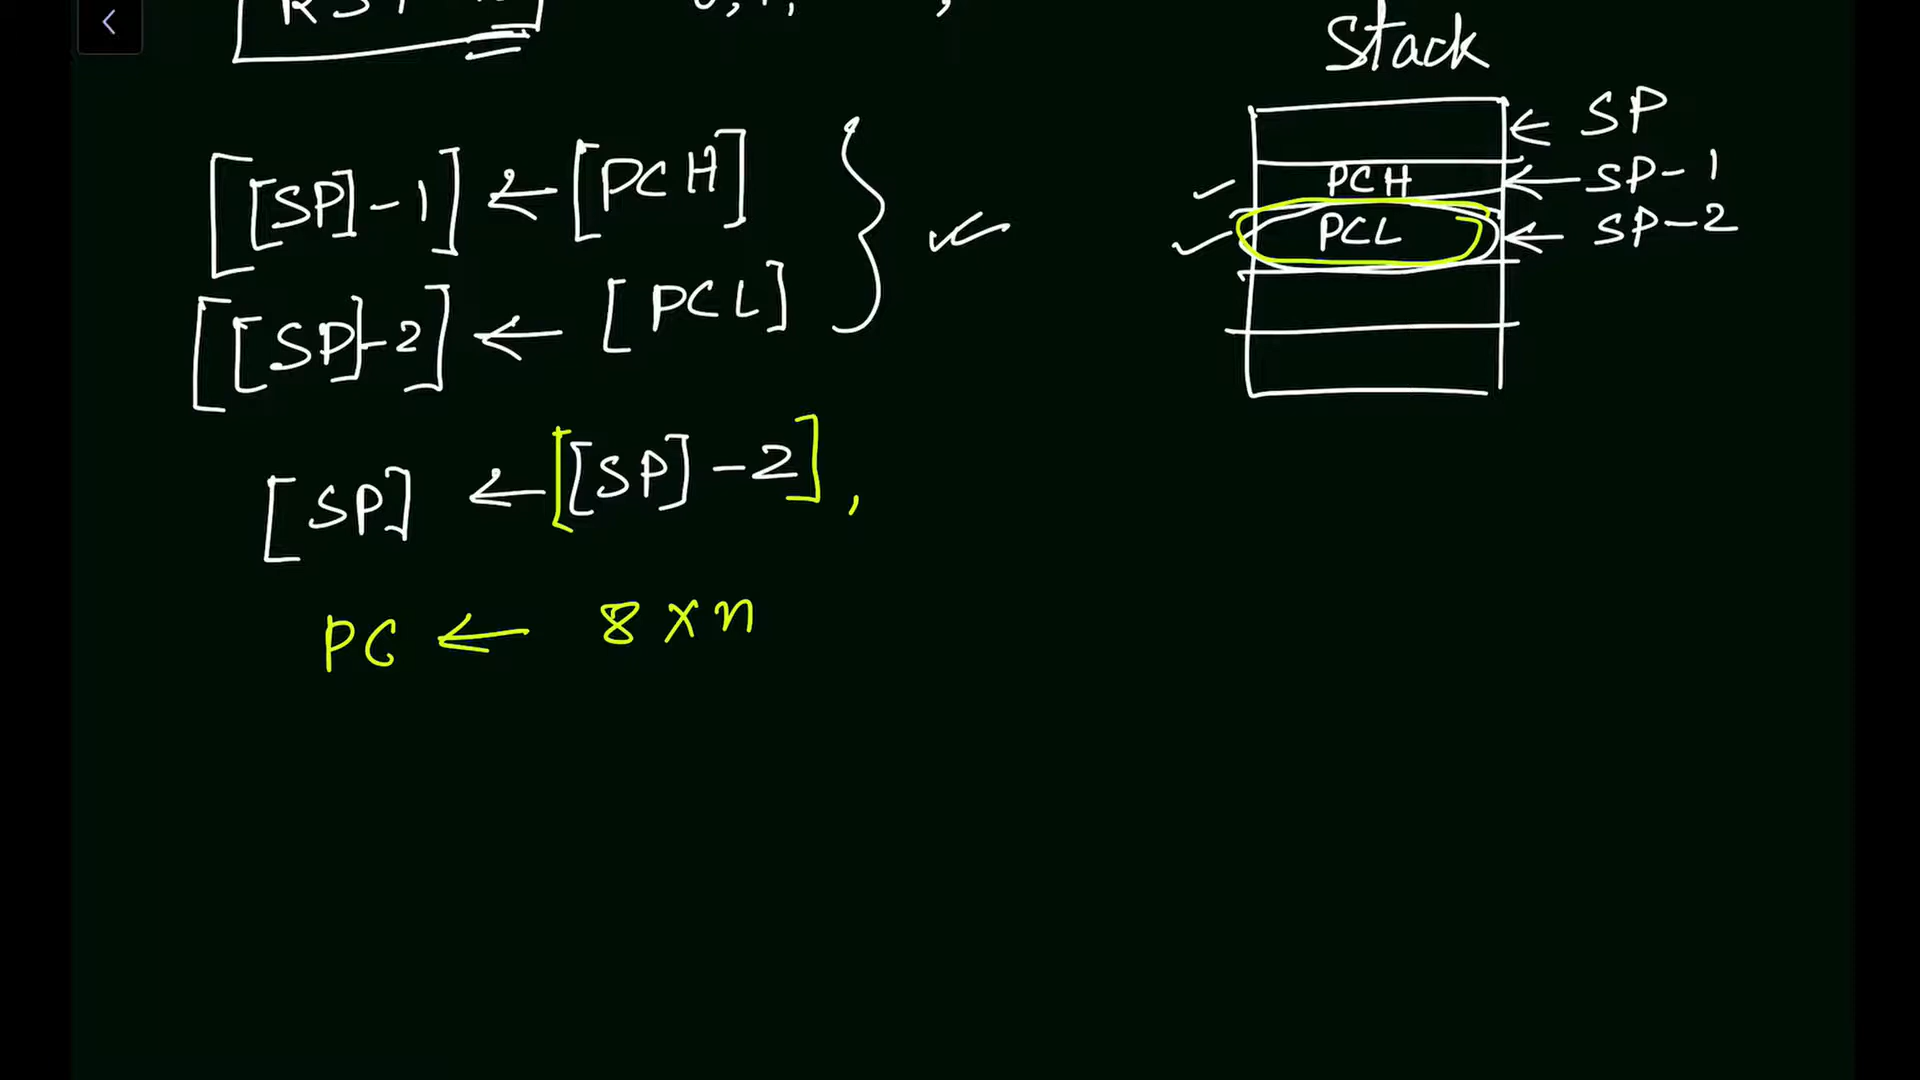 Stack
[[SP]-1] ← [PCH]
[[SP]-2] ← [PCL]
[SP] ← [[SP]-2],
PC ← 8 × n
← SP
PCH ← SP-1
PCL ← SP-2